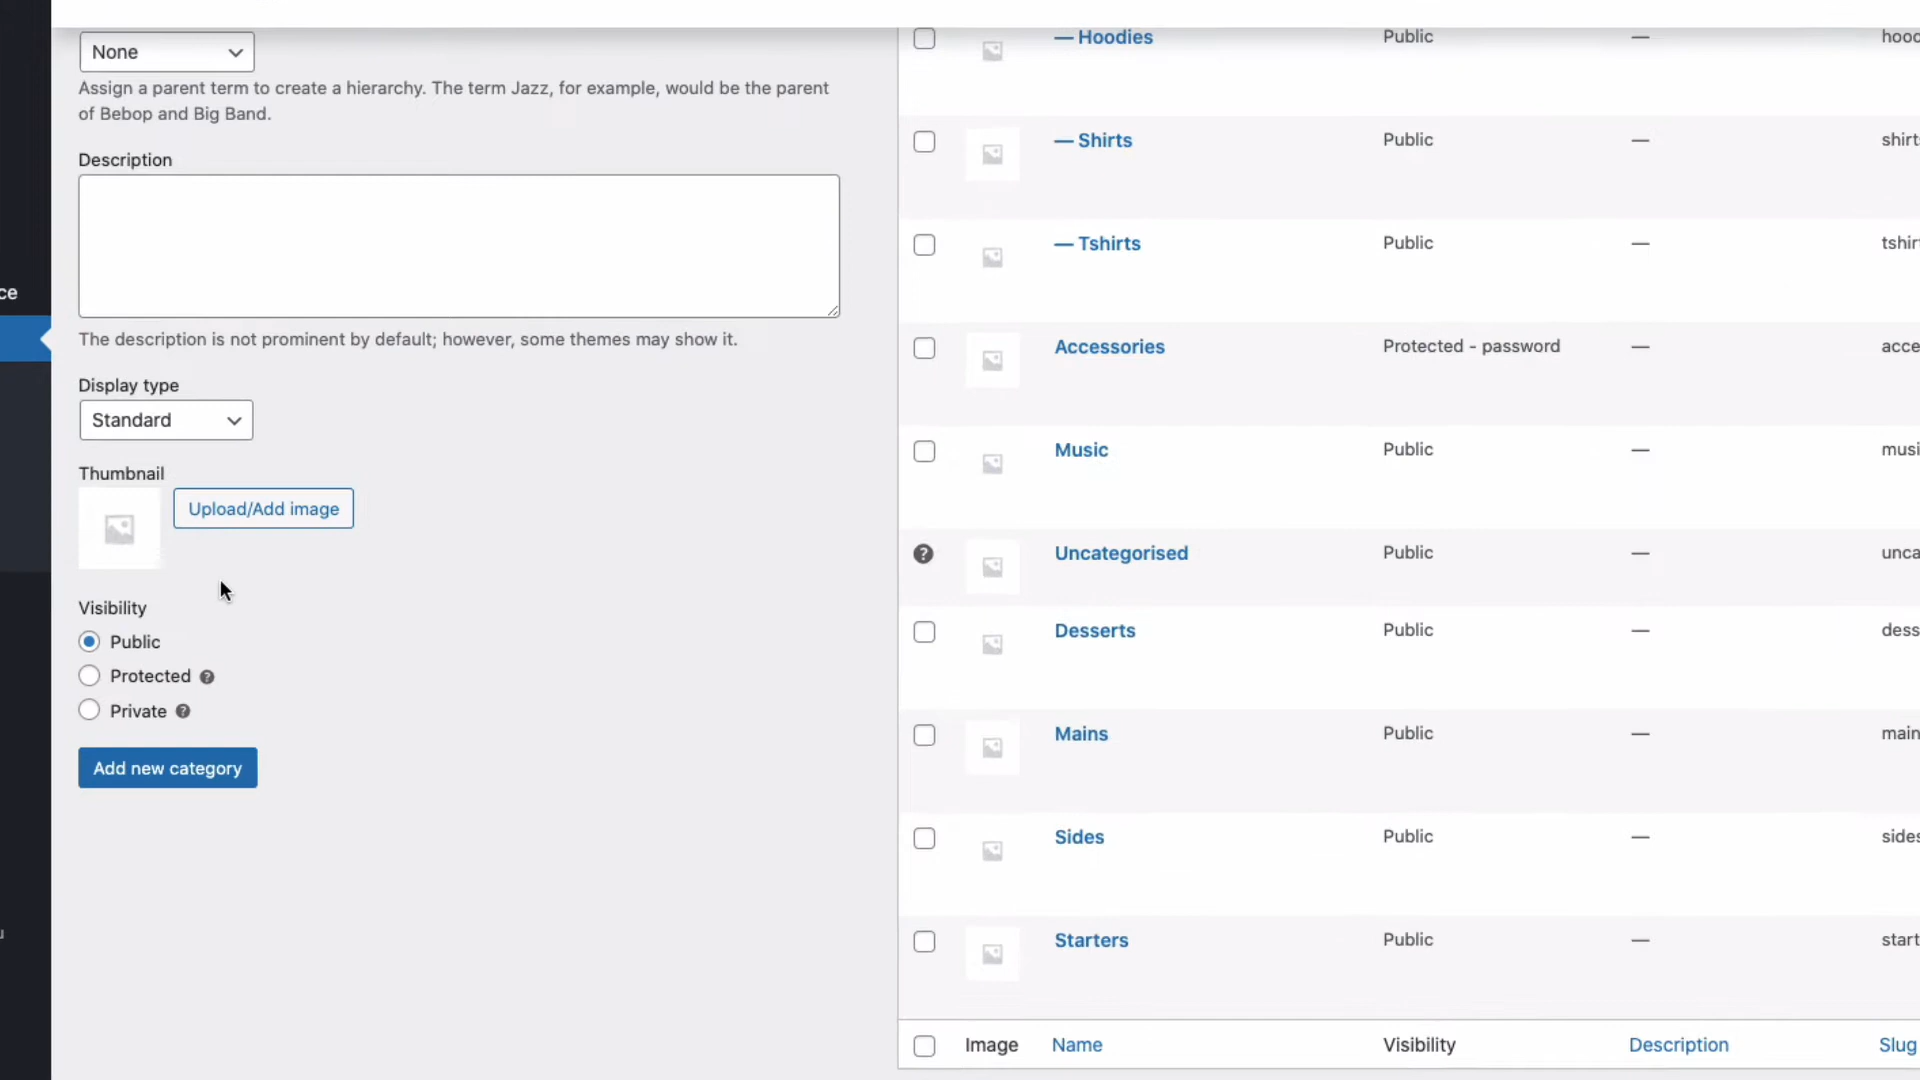 None
Assign a parent term to create a hierarchy. The term Jazz, for example, would be the parent
of Bebop and Big Band.
Description
The description is not prominent by default; however, some themes may show it.
Display type
Standard
Thumbnail
Upload/Add image
Visibility
Public
Protected ?
Private ?
Add new category
ce
— Hoodies Public — hood
— Shirts Public — shirt
— Tshirts Public — tshir
Accessories Protected - password — acce
Music Public — musi
? Uncategorised Public — unca
Desserts Public — dess
Mains Public — main
Sides Public — sides
Starters Public — start
Image Name Visibility Description Slug